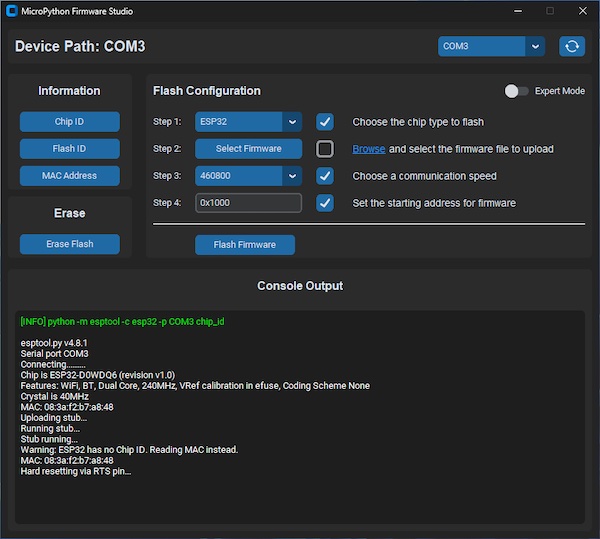 MicroPython Firmware Studio
Device Path: COM3
COM3
Information
Chip ID
Flash ID
MAC Address
Erase
Erase Flash
Flash Configuration
Expert Mode
Step 1: ESP32 Choose the chip type to flash
Step 2: Select Firmware Browse and select the firmware file to upload
Step 3: 460800 Choose a communication speed
Step 4: 0x1000 Set the starting address for firmware
Flash Firmware
Console Output
[INFO] python -m esptool -c esp32 -p COM3 chip_id
esptool.py v4.8.1
Serial port COM3
Connecting.........
Chip is ESP32-D0WDQ6 (revision v1.0)
Features: WiFi, BT, Dual Core, 240MHz, VRef calibration in efuse, Coding Scheme None
Crystal is 40MHz
MAC: 08:3a:f2:b7:a8:48
Uploading stub...
Running stub...
Stub running...
Warning: ESP32 has no Chip ID. Reading MAC instead.
MAC: 08:3a:f2:b7:a8:48
Hard resetting via RTS pin...